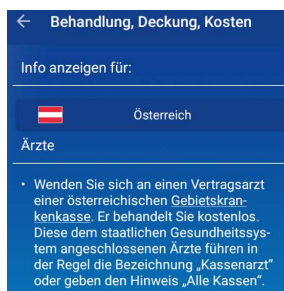 Behandlung, Deckung, Kosten
Info anzeigen für:
Österreich
Ärzte
• Wenden Sie sich an einen Vertragsarzt
einer österreichischen Gebietskran-
kenkasse. Er behandelt Sie kostenlos.
Diese dem staatlichen Gesundheitssys-
tem angeschlossenen Ärzte führen in
der Regel die Bezeichnung „Kassenarzt“
oder geben den Hinweis „Alle Kassen“.